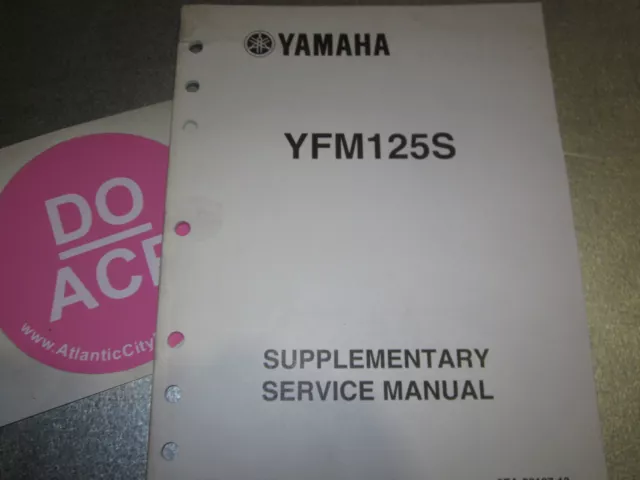 YAMAHA
YFM125S
SUPPLEMENTARY
SERVICE MANUAL
DO
www.AtlanticCity